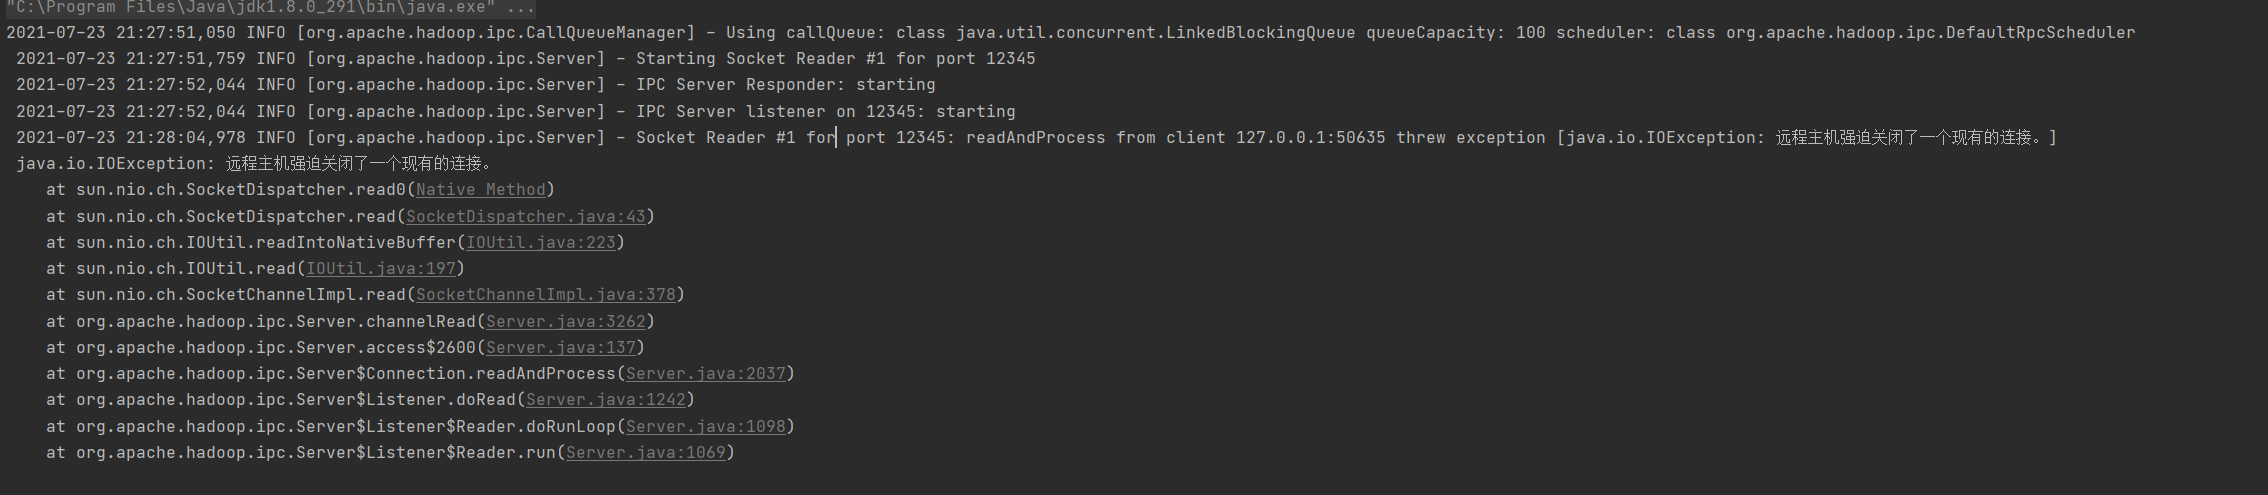 "C:\Program Files\Java\jdk1.8.0_291\bin\java.exe" ...
2021-07-23 21:27:51,050 INFO [org.apache.hadoop.ipc.CallQueueManager] - Using callQueue: class java.util.concurrent.LinkedBlockingQueue queueCapacity: 100 scheduler: class org.apache.hadoop.ipc.DefaultRpcScheduler
2021-07-23 21:27:51,759 INFO [org.apache.hadoop.ipc.Server] - Starting Socket Reader #1 for port 12345
2021-07-23 21:27:52,044 INFO [org.apache.hadoop.ipc.Server] - IPC Server Responder: starting
2021-07-23 21:27:52,044 INFO [org.apache.hadoop.ipc.Server] - IPC Server listener on 12345: starting
2021-07-23 21:28:04,978 INFO [org.apache.hadoop.ipc.Server] - Socket Reader #1 for port 12345: readAndProcess from client 127.0.0.1:50635 threw exception [java.io.IOException: 远程主机强迫关闭了一个现有的连接。]
java.io.IOException: 远程主机强迫关闭了一个现有的连接。
at sun.nio.ch.SocketDispatcher.read0(Native Method)
at sun.nio.ch.SocketDispatcher.read(SocketDispatcher.java:43)
at sun.nio.ch.IOUtil.readIntoNativeBuffer(IOUtil.java:223)
at sun.nio.ch.IOUtil.read(IOUtil.java:197)
at sun.nio.ch.SocketChannelImpl.read(SocketChannelImpl.java:378)
at org.apache.hadoop.ipc.Server.channelRead(Server.java:3262)
at org.apache.hadoop.ipc.Server.access$2600(Server.java:137)
at org.apache.hadoop.ipc.Server$Connection.readAndProcess(Server.java:2037)
at org.apache.hadoop.ipc.Server$Listener.doRead(Server.java:1242)
at org.apache.hadoop.ipc.Server$Listener$Reader.doRunLoop(Server.java:1098)
at org.apache.hadoop.ipc.Server$Listener$Reader.run(Server.java:1069)